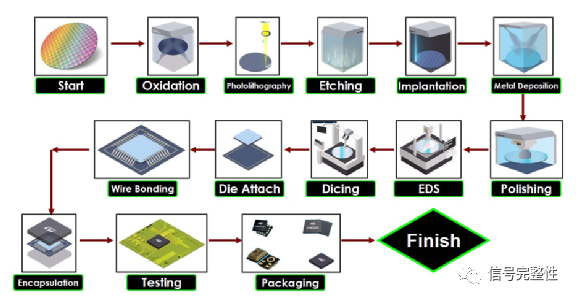 Start
Oxidation
Photolithography
Etching
Implantation
Metal Deposition
Wire Bonding
Die Attach
Dicing
EDS
Polishing
Encapsulation
Testing
Packaging
Finish
信号完整性